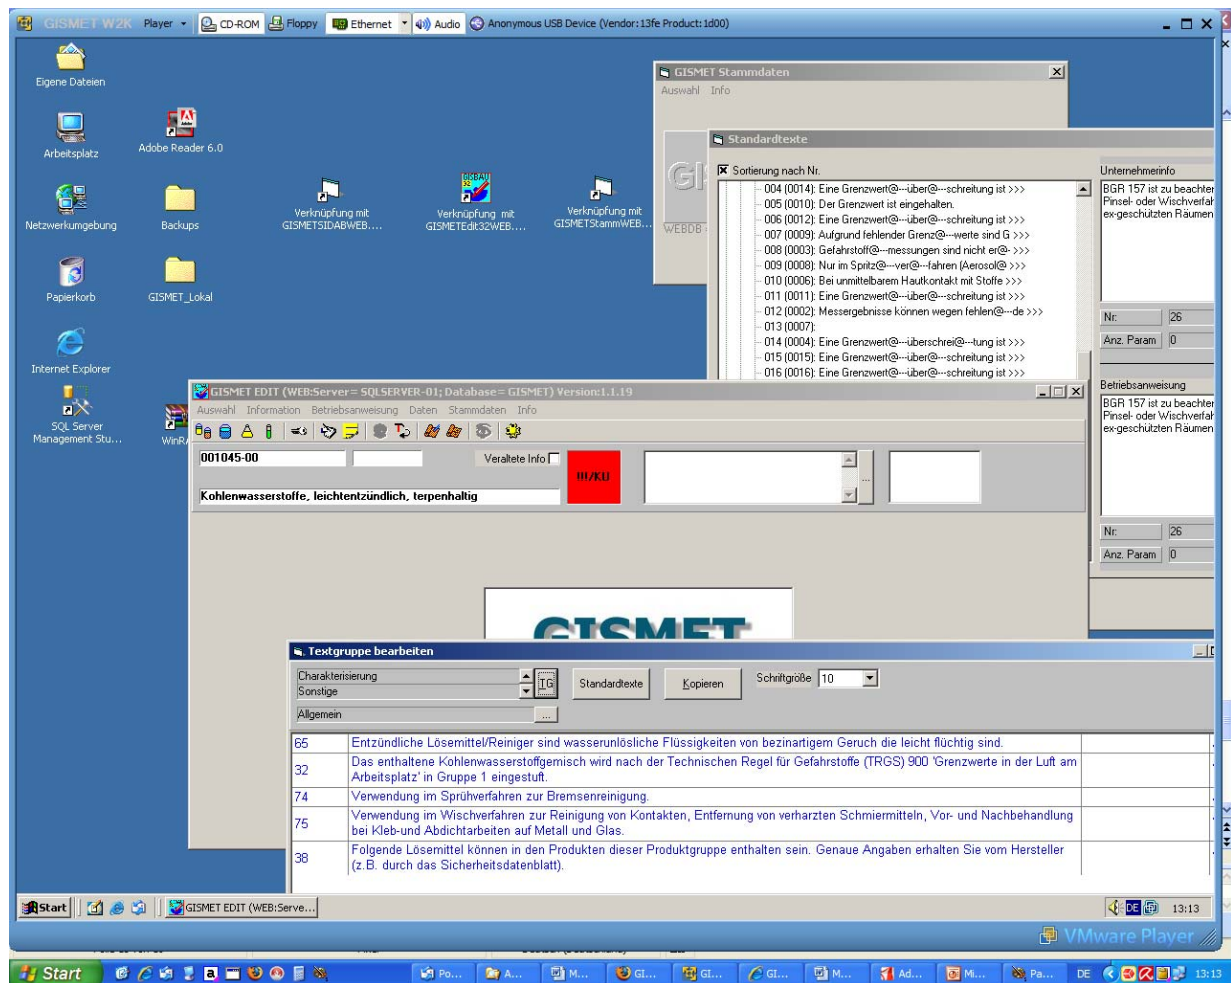 GISMET W2K Player CD-ROM Floppy Ethernet Audio Anonymous USB Device (Vendor:13fe Product:1d00)
Eigene Dateien
Arbeitsplatz
Adobe Reader 6.0
Netzwerkumgebung
Backups
Verknüpfung mit
GISMETSIDABWEB....
GISBAU
32
Verknüpfung mit
GISMETEdit32WEB....
Verknüpfung mit
GISMETStammWEB...
Papierkorb
GISMET_Lokal
Internet Explorer
SQL Server
Management Stu...
GISMET Stammdaten
Auswahl Info
WEBDB
Standardtexte
Sortierung nach Nr.
004 (0014): Eine Grenzwert@---über@---schreitung ist >>>
005 (0010): Der Grenzwert ist eingehalten.
006 (0012): Eine Grenzwert@---über@---schreitung ist >>>
007 (0009): Aufgrund fehlender Grenz@---werte sind G >>>
008 (0003): Gefahrstoff@---messungen sind nicht er@- >>>
009 (0008): Nur im Spritz@---ver@---fahren (Aerosol@ >>>
010 (0006): Bei unmittelbarem Hautkontakt mit Stoffe >>>
011 (0011): Eine Grenzwert@---über@---schreitung ist >>>
012 (0002): Messergebnisse können wegen fehlen@---de >>>
013 (0007):
014 (0004): Eine Grenzwert@---überschrei@---tung ist >>>
015 (0015): Eine Grenzwert@---über@---schreitung ist >>>
016 (0016): Eine Grenzwert@---über@---schreitung ist >>>
Unternehmerinfo
BGR 157 ist zu beachten
Pinsel- oder Wischverfah
ex-geschützten Räumen
Nr: 26
Anz. Param 0
Betriebsanweisung
BGR 157 ist zu beachten
Pinsel- oder Wischverfah
ex-geschützten Räumen
Nr: 26
Anz. Param 0
GISMET EDIT (WEB:Server= SQLSERVER-01; Database= GISMET) Version:1.1.19
Auswahl Information Betriebsanweisung Daten Stammdaten Info
001045-00
Veraltete Info
!!!/KU
...
Kohlenwasserstoffe, leichtentzündlich, terpenhaltig
GISMET
Textgruppe bearbeiten
Charakterisierung
Sonstige
TG
Standardtexte
Kopieren
Schriftgröße 10
Allgemein
...
65 Entzündliche Lösemittel/Reiniger sind wasserunlösliche Flüssigkeiten von bezinartigem Geruch die leicht flüchtig sind.
32 Das enthaltene Kohlenwasserstoffgemisch wird nach der Technischen Regel für Gefahrstoffe (TRGS) 900 'Grenzwerte in der Luft am
Arbeitsplatz' in Gruppe 1 eingestuft.
74 Verwendung im Sprühverfahren zur Bremsenreinigung.
75 Verwendung im Wischverfahren zur Reinigung von Kontakten, Entfernung von verharzten Schmiermitteln, Vor- und Nachbehandlung
bei Kleb-und Abdichtarbeiten auf Metall und Glas.
38 Folgende Lösemittel können in den Produkten dieser Produktgruppe enthalten sein. Genaue Angaben erhalten Sie vom Hersteller
(z.B. durch das Sicherheitsdatenblatt).
Start GISMET EDIT (WEB:Serve... DE 13:13
VMware Player
Start Po... A... M... GI... GI... GI... M... Ad... Mi... Pa... DE 13:13